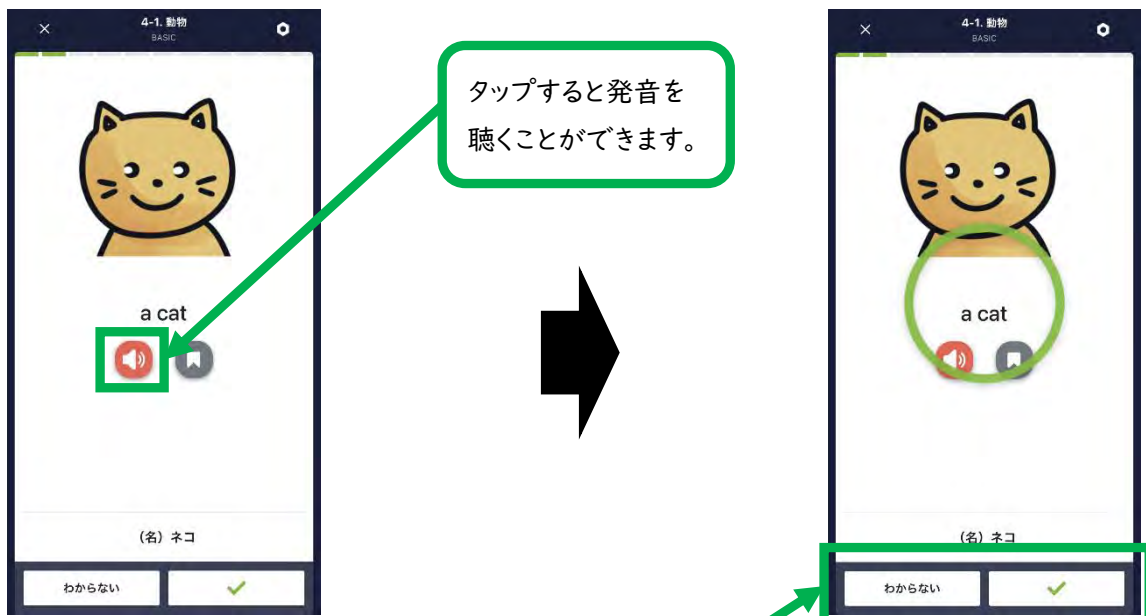 4-1. 動物
BASIC
a cat
(名) ネコ
わからない
タップすると発音を
聴くことができます。
4-1. 動物
BASIC
a cat
(名) ネコ
わからない